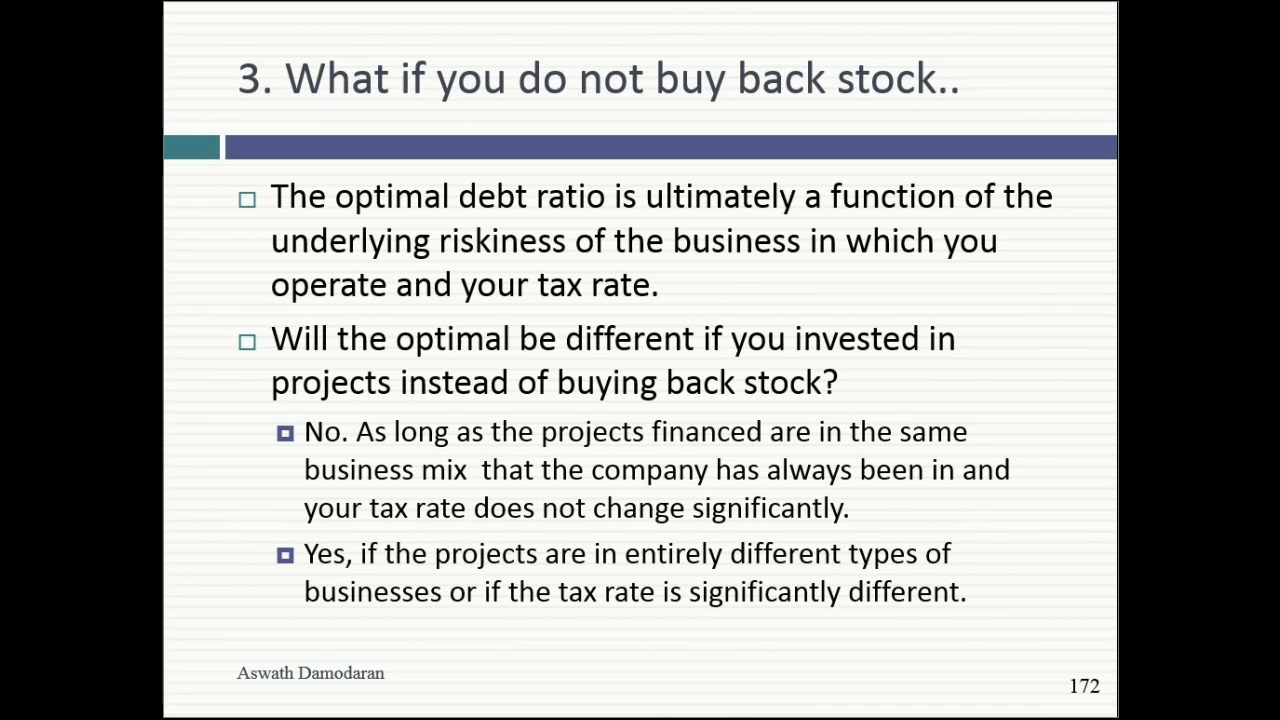 3. What if you do not buy back stock..
The optimal debt ratio is ultimately a function of the
underlying riskiness of the business in which you
operate and your tax rate.
Will the optimal be different if you invested in
projects instead of buying back stock?
No. As long as the projects financed are in the same
business mix  that the company has always been in and
your tax rate does not change significantly.
Yes, if the projects are in entirely different types of
businesses or if the tax rate is significantly different.
Aswath Damodaran
172